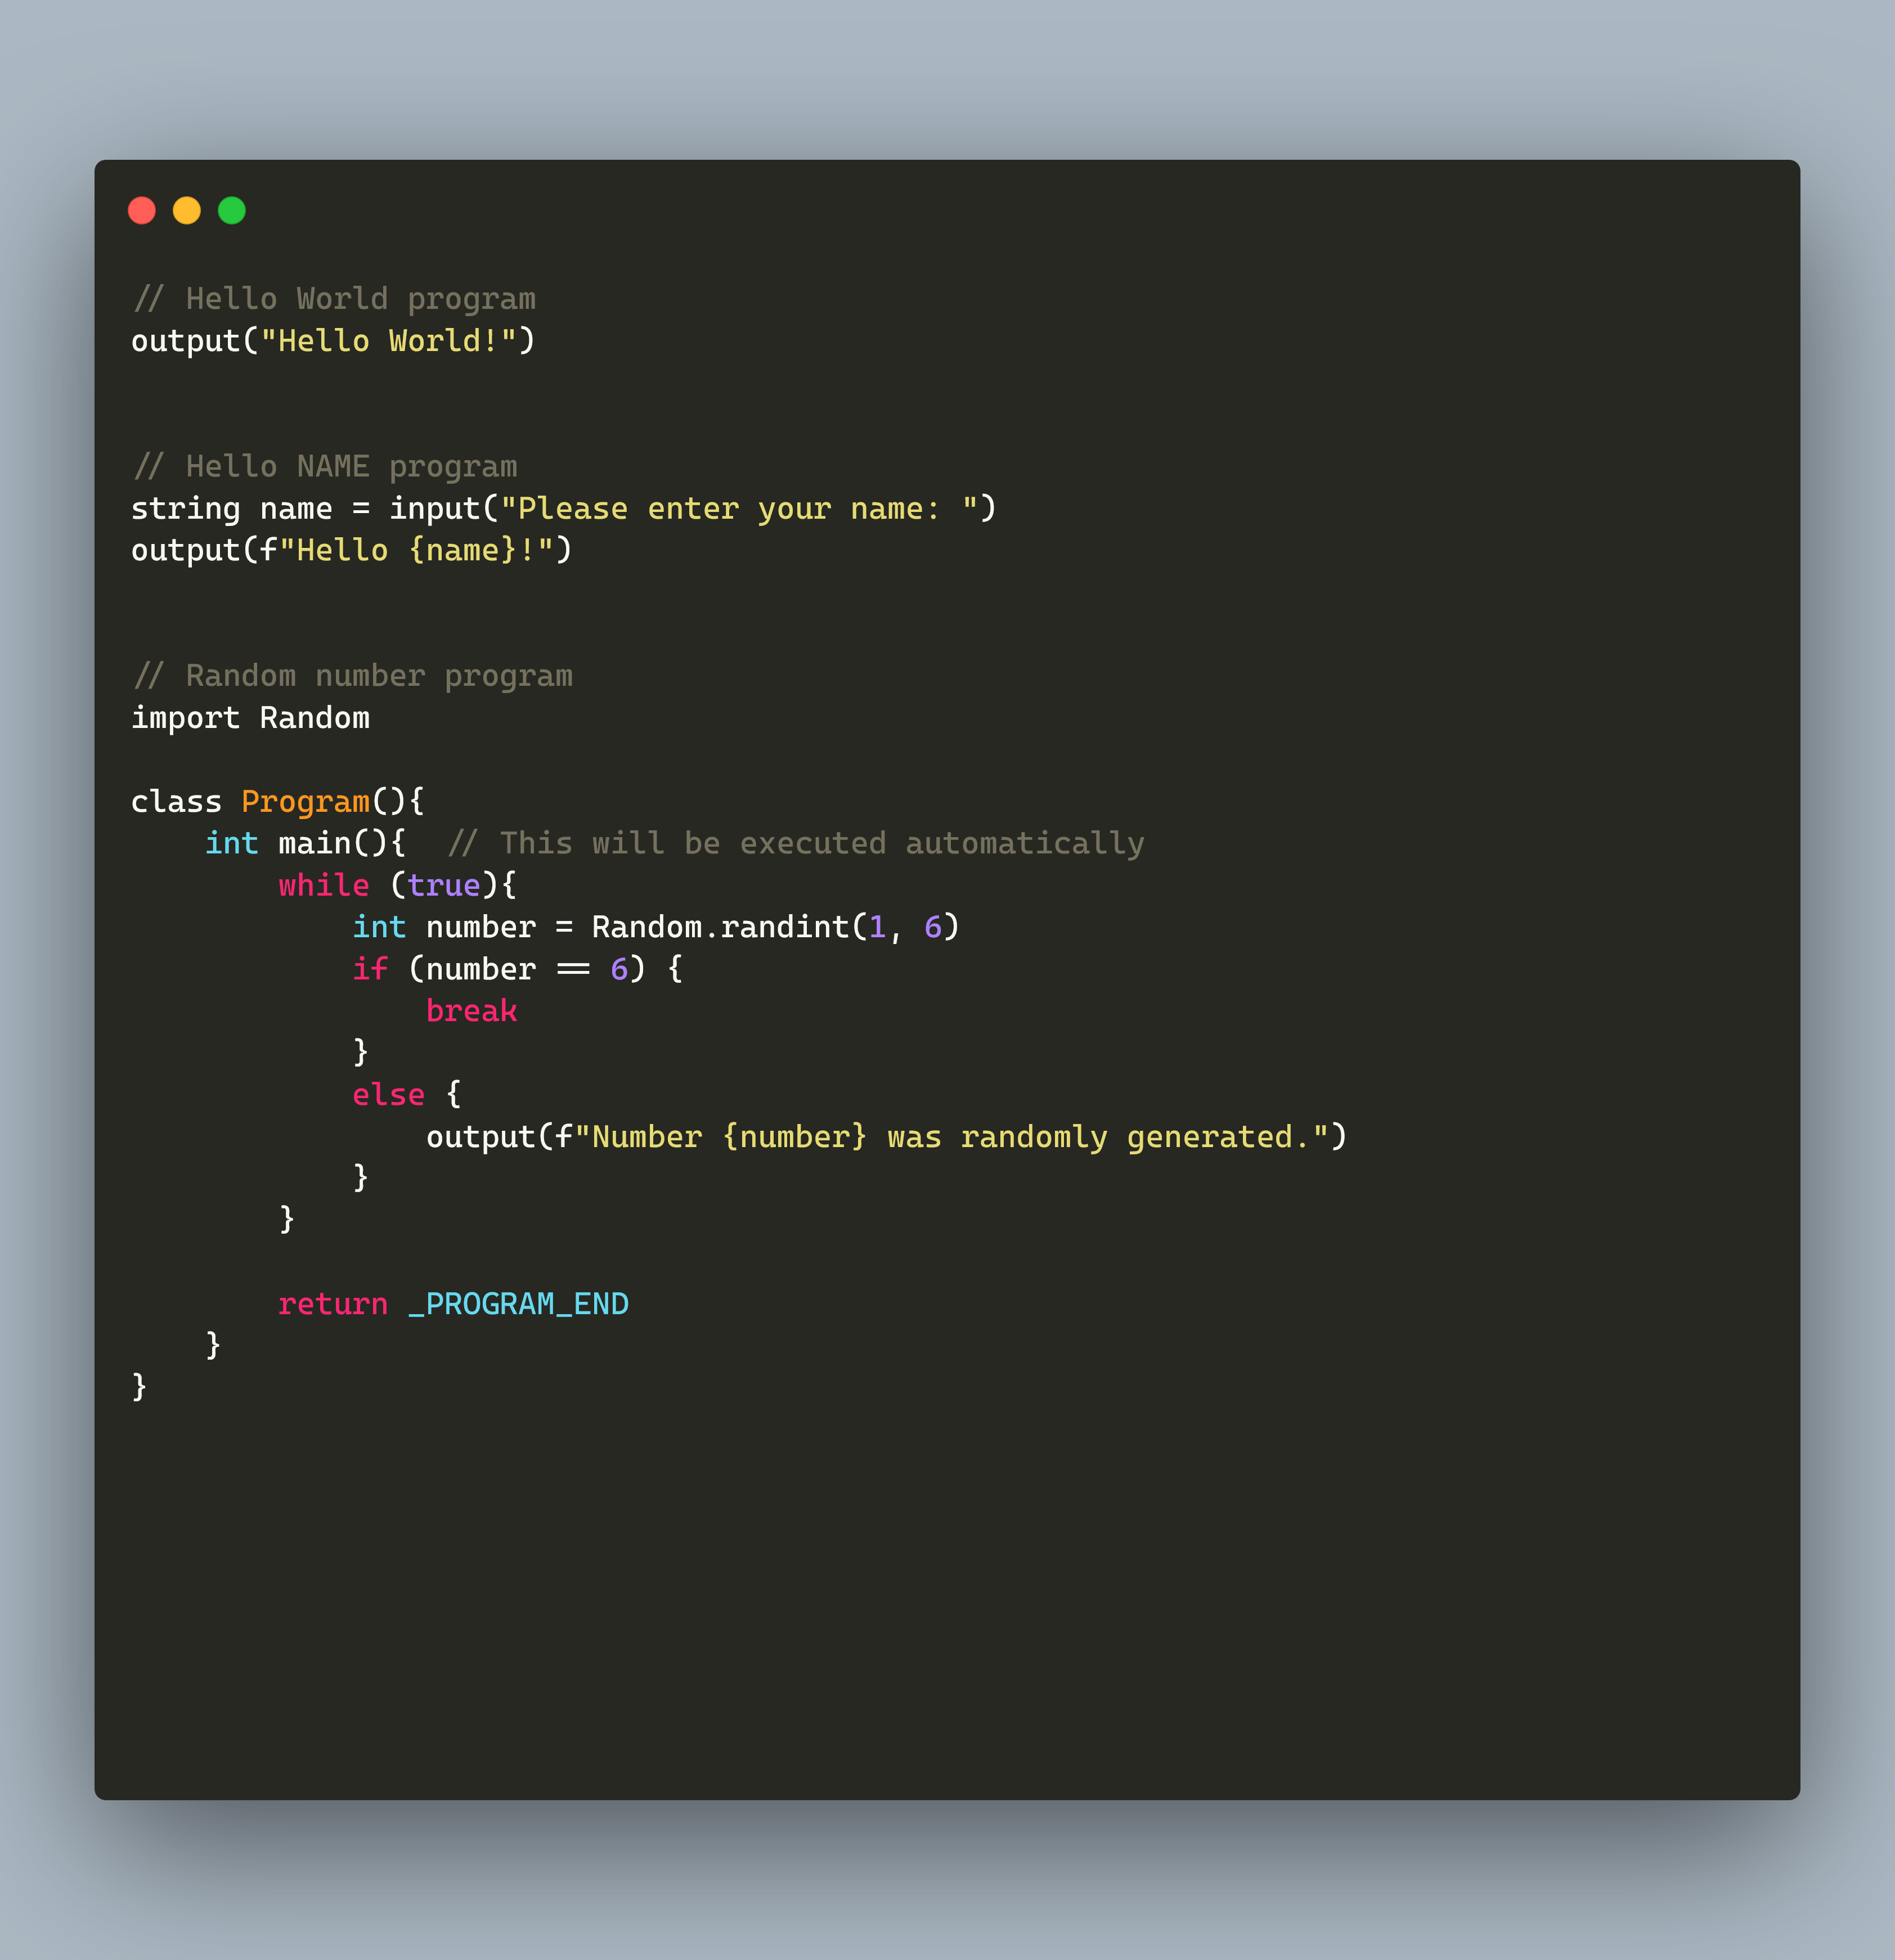 // Hello World program
output("Hello World!")
// Hello NAME program
string name = input("Please enter your name: ")
output(f"Hello {name}!")
// Random number program
import Random
class Program(){
    int main(){  // This will be executed automatically
        while (true){
            int number = Random.randint(1, 6)
            if (number == 6) {
                break
            }
            else {
                output(f"Number {number} was randomly generated.")
            }
        }
        return _PROGRAM_END
    }
}